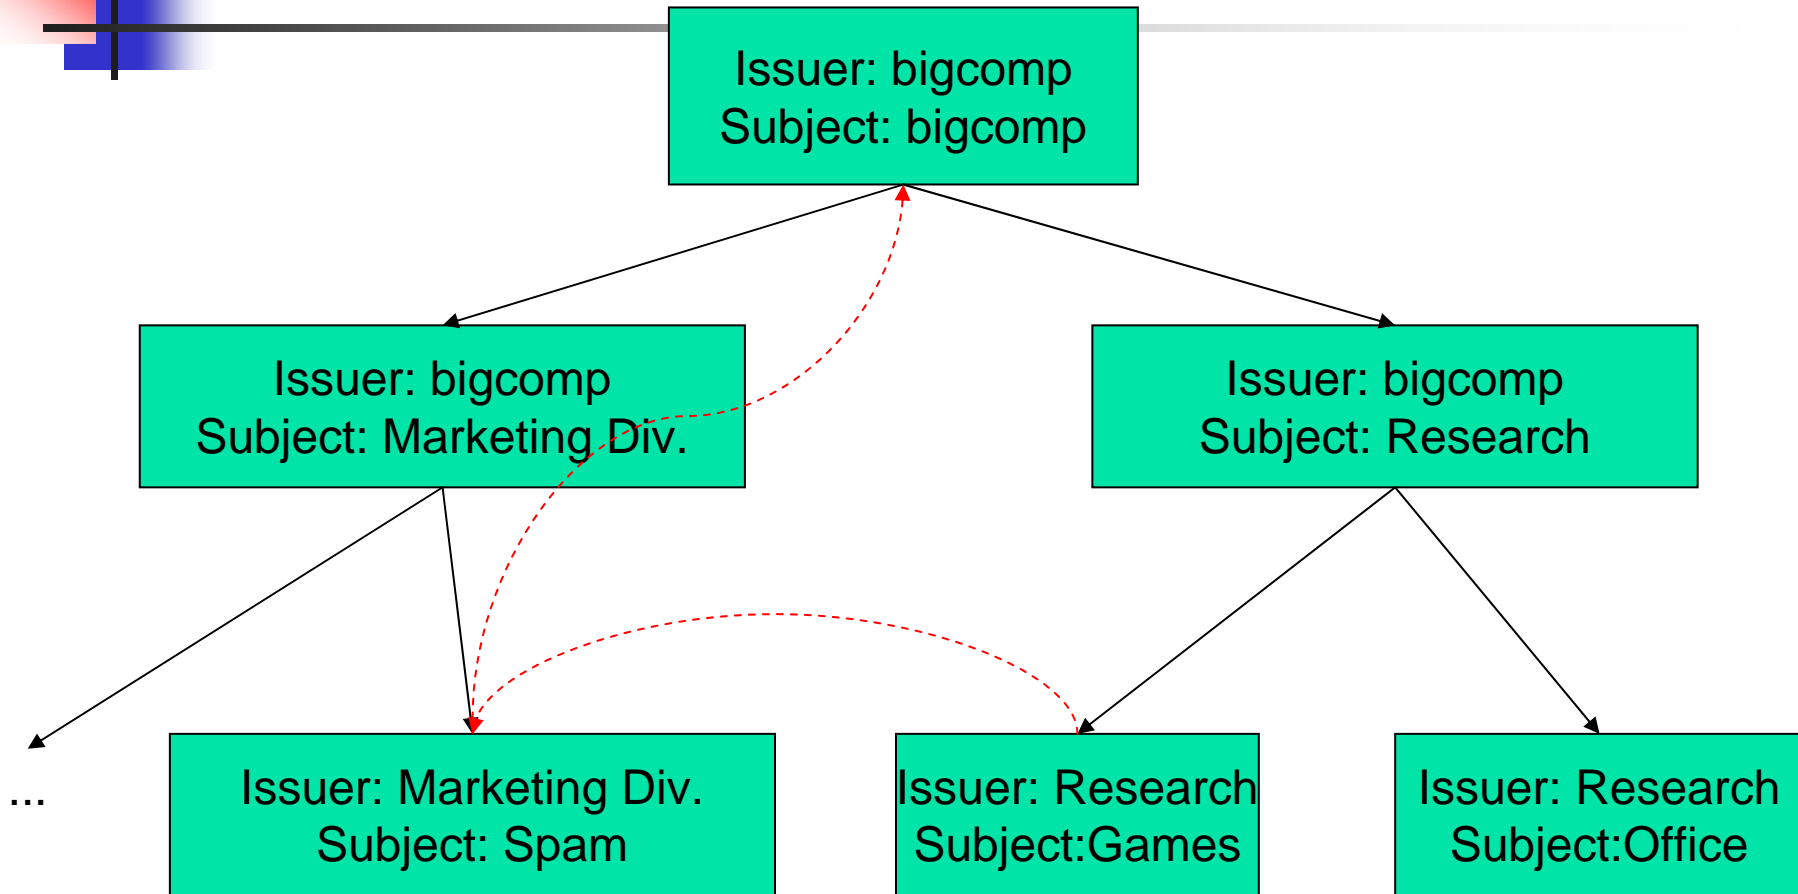 Issuer: bigcomp
Subject: bigcomp
Issuer: bigcomp
Subject: Marketing Div.
Issuer: bigcomp
Subject: Research
...
Issuer: Marketing Div.
Subject: Spam
Issuer: Research
Subject:Games
Issuer: Research
Subject:Office